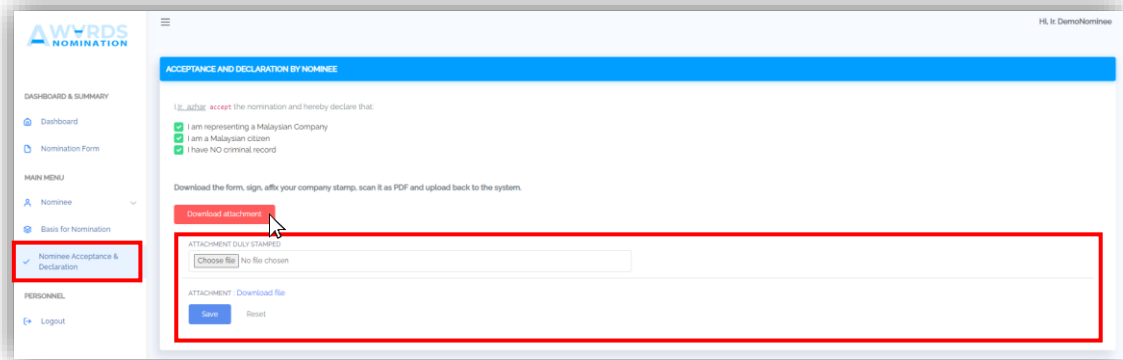 AWARDS
NOMINATION
Hi, Ir. DemoNominee
DASHBOARD & SUMMARY
Dashboard
Nomination Form
MAIN MENU
Nominee
Basis for Nomination
Nominee Acceptance &
Declaration
PERSONNEL
Logout
ACCEPTANCE AND DECLARATION BY NOMINEE
I ir. azhar accept the nomination and hereby declare that:
I am representing a Malaysian Company
I am a Malaysian citizen
I have NO criminal record
Download the form, sign, affix your company stamp, scan it as PDF and upload back to the system.
Download attachment
ATTACHMENT DULY STAMPED
Choose file No file chosen
ATTACHMENT : Download file
Save Reset